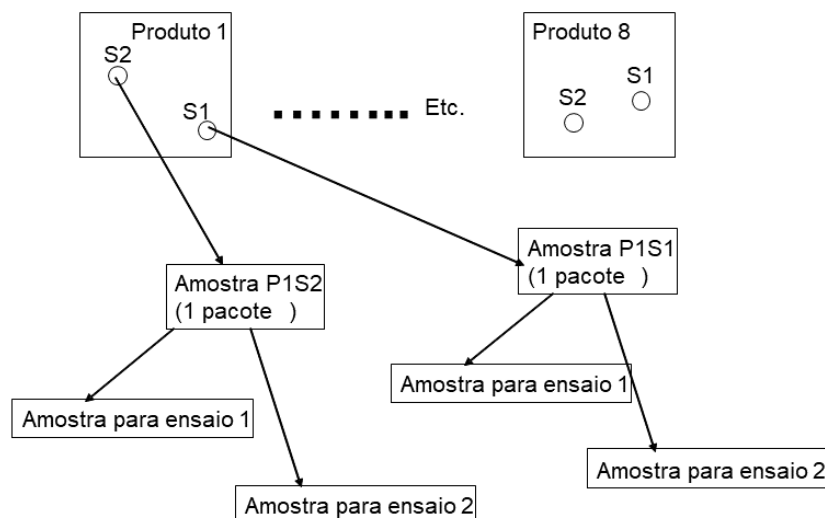 Produto 1
S2
S1
Etc.
Produto 8
S1
S2
Amostra P1S1
(1 pacote )
Amostra P1S2
(1 pacote )
Amostra para ensaio 1
Amostra para ensaio 1
Amostra para ensaio 2
Amostra para ensaio 2